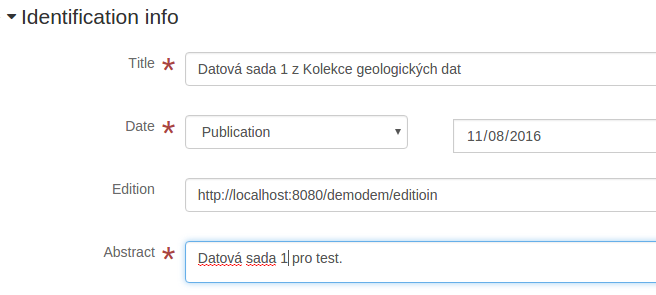 Identification info
Title * Datová sada 1 z Kolekce geologických dat
Date * Publication 11/08/2016
Edition http://localhost:8080/demodem/editioin
Abstract * Datová sada 1 pro test.